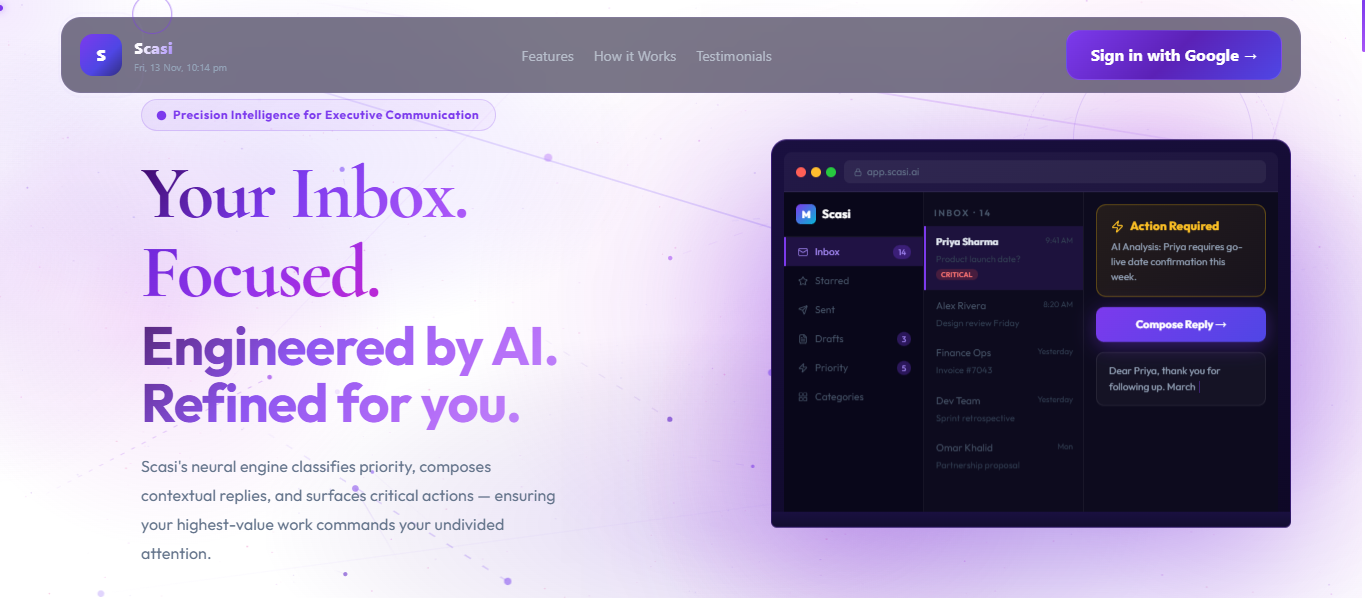 S
Scasi
Fri, 13 Nov, 10:14 pm
Features
How it Works
Testimonials
Sign in with Google →
Precision Intelligence for Executive Communication
Your Inbox.
Focused.
Engineered by AI.
Refined for you.
Scasi's neural engine classifies priority, composes
contextual replies, and surfaces critical actions — ensuring
your highest-value work commands your undivided
attention.
app.scasi.ai
M
Scasi
Inbox 14
Starred
Sent
Drafts 3
Priority 5
Categories
INBOX · 14
Priya Sharma 9:41 AM
Product launch date?
CRITICAL
Alex Rivera 8:20 AM
Design review Friday
Finance Ops Yesterday
Invoice #7043
Dev Team Yesterday
Sprint retrospective
Omar Khalid Mon
Partnership proposal
Action Required
AI Analysis: Priya requires go-
live date confirmation this
week.
Compose Reply →
Dear Priya, thank you for
following up. March